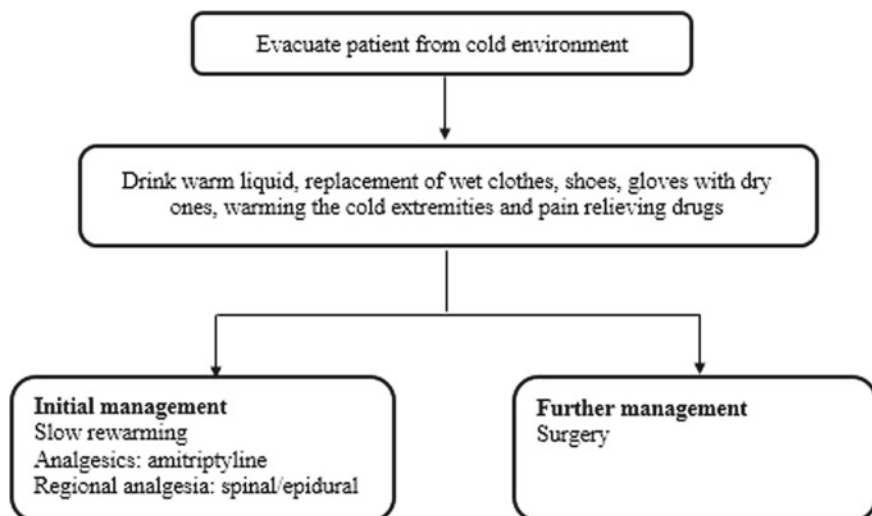 Evacuate patient from cold environment
Drink warm liquid, replacement of wet clothes, shoes, gloves with dry
ones, warming the cold extremities and pain relieving drugs
Initial management
Slow rewarming
Analgesics: amitriptyline
Regional analgesia: spinal/epidural
Further management
Surgery